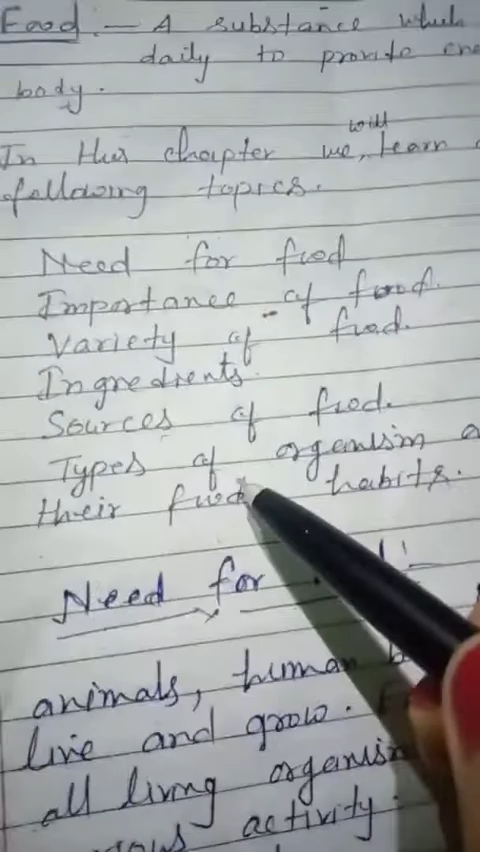 Food :- A substance which
daily to provide
body.
In this chapter we will learn
following topics.
Need for food
Importance of food.
Variety of food.
Ingredients.
Sources of food.
Types of organism
their food habits.
Need for
animals, human
live and grow.
all living
activity.